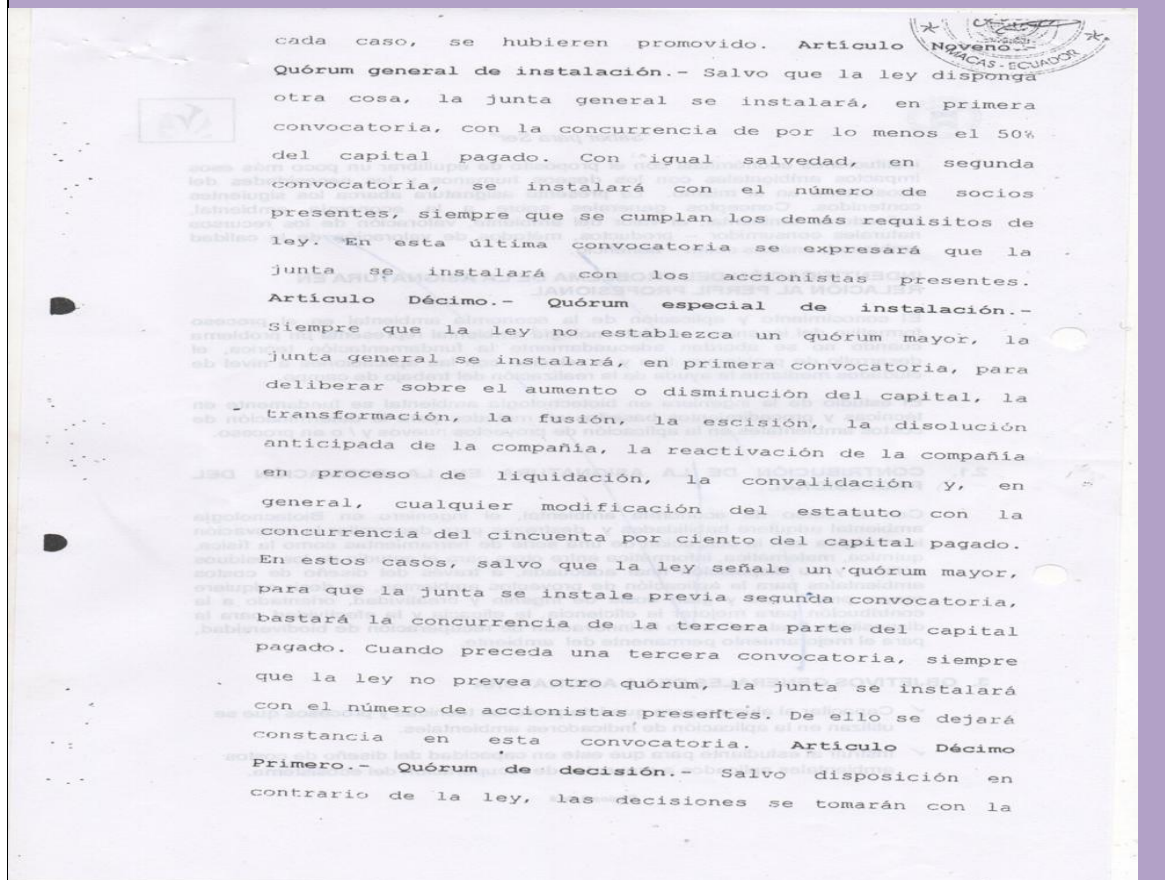 cada caso, se hubieren promovido. Artículo Noveno.-
MACAS - ECUADOR
Quórum general de instalación.- Salvo que la ley disponga
otra cosa, la junta general se instalará, en primera
convocatoria, con la concurrencia de por lo menos el 50%
del capital pagado. Con igual salvedad, en segunda
convocatoria, se instalará con el número de socios
presentes, siempre que se cumplan los demás requisitos de
ley. En esta última convocatoria se expresará que la
junta se instalará con los accionistas presentes.
Artículo Décimo.- Quórum especial de instalación.-
Siempre que la ley no establezca un quórum mayor, la
junta general se instalará, en primera convocatoria, para
deliberar sobre el aumento o disminución del capital, la
transformación, la fusión, la escisión, la disolución
anticipada de la compañía, la reactivación de la compañía
en proceso de liquidación, la convalidación y, en
general, cualquier modificación del estatuto con la
concurrencia del cincuenta por ciento del capital pagado.
En estos casos, salvo que la ley señale un quórum mayor,
para que la junta se instale previa segunda convocatoria,
bastará la concurrencia de la tercera parte del capital
pagado. Cuando preceda una tercera convocatoria, siempre
que la ley no prevea otro quórum, la junta se instalará
con el número de accionistas presentes. De ello se dejará
constancia en esta convocatoria. Artículo Décimo
Primero.- Quórum de decisión.- Salvo disposición en
contrario de la ley, las decisiones se tomarán con la